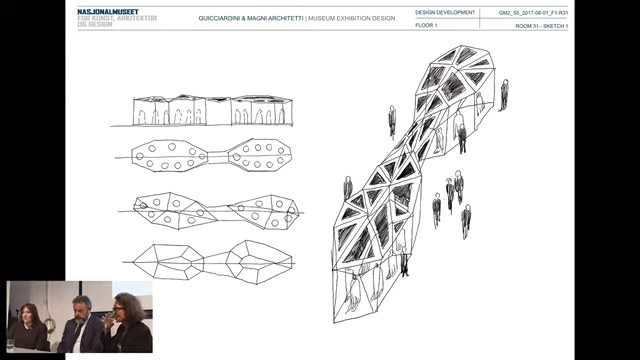 NASJONALMUSEET
FOR KUNST, ARKITEKTUR
OG DESIGN
GUICCIARDINI & MAGNI ARCHITETTI | MUSEUM EXHIBITION DESIGN
DESIGN DEVELOPMENT
GM2_S5_2017-06-01_F1-R31
FLOOR 1
ROOM 31 - SKETCH 1